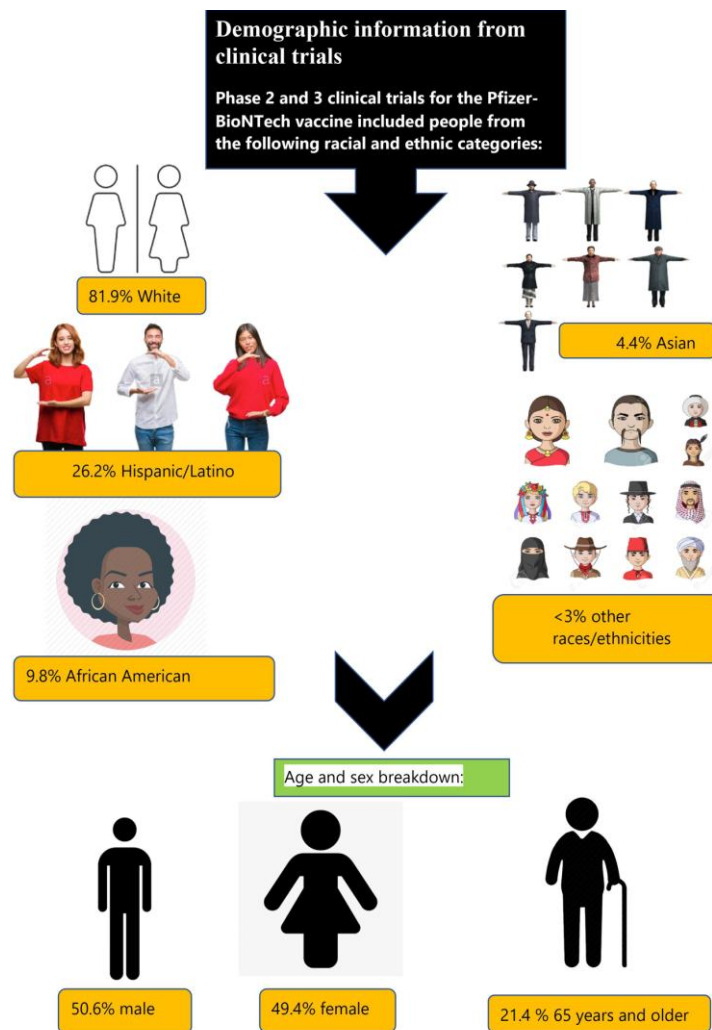 Demographic information from
clinical trials
Phase 2 and 3 clinical trials for the Pfizer-
BioNTech vaccine included people from
the following racial and ethnic categories:
81.9% White
4.4% Asian
a
a
a
26.2% Hispanic/Latino
<3% other
races/ethnicities
9.8% African American
Age and sex breakdown:
50.6% male
49.4% female
21.4 % 65 years and older